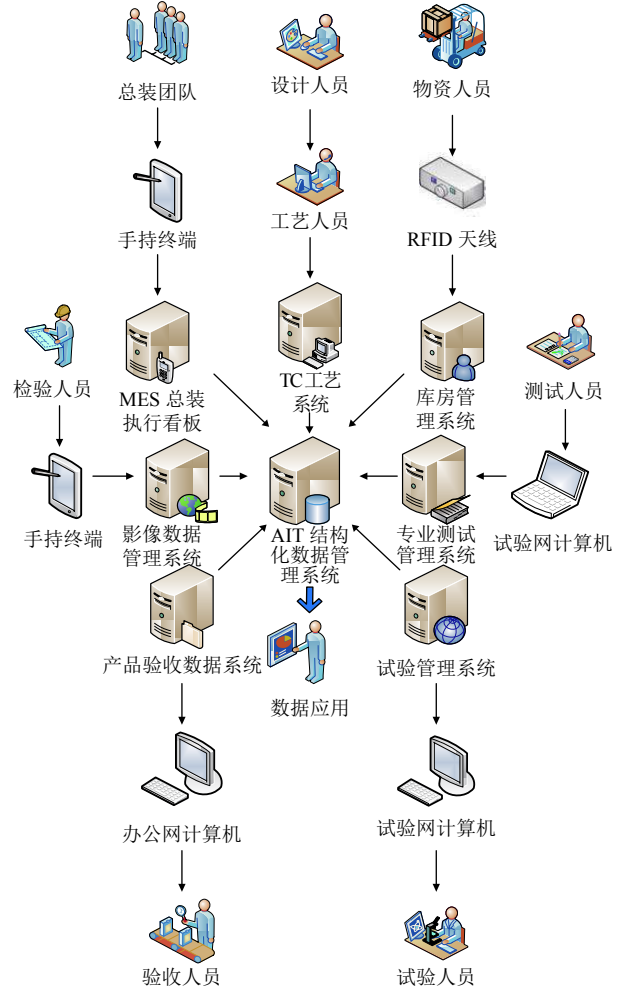 总装团队
设计人员
物资人员
手持终端
工艺人员
RFID 天线
检验人员
MES 总装
执行看板
TC工艺
系统
库房管
理系统
测试人员
手持终端
影像数据
管理系统
AIT 结构
化数据管
理系统
专业测试
管理系统
试验网计算机
产品验收数据系统
数据应用
试验管理系统
办公网计算机
试验网计算机
验收人员
试验人员